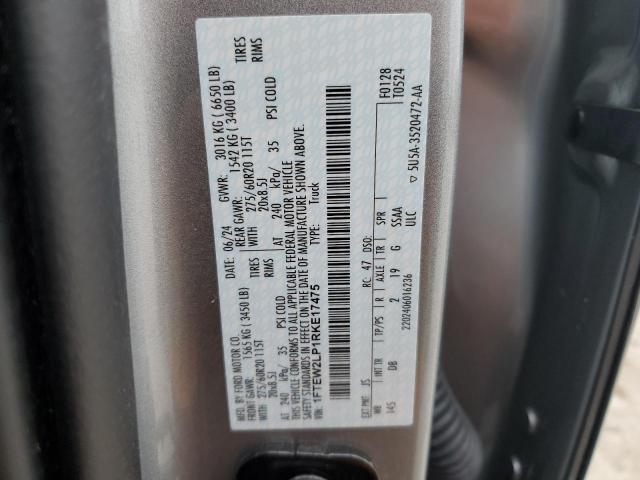 MFD. BY FORD MOTOR CO.
DATE: 06/24 GVWR: 3016 KG ( 6650 LB)
FRONT GAWR: 1565 KG ( 3450 LB) REAR GAWR: 1542 KG ( 3400 LB)
WITH 275/60R20 115T TIRES WITH 275/60R20 115T TIRES
20x8.5J RIMS 20x8.5J RIMS
AT 240 kPa/ 35 PSI COLD AT 240 kPa/ 35 PSI COLD
THIS VEHICLE CONFORMS TO ALL APPLICABLE FEDERAL MOTOR VEHICLE
SAFETY STANDARDS IN EFFECT ON THE DATE OF MANUFACTURE SHOWN ABOVE.
VIN: 1FTEW2LP1RKE17475 TYPE: Truck
F0128
T0524
EXT PNT: JS RC: 47 DSO:
WB INT TR TP/PS R AXLE TR SPR
145 DB 2 19 G SSAA
ULC
2202406016236
5U5A-3520472-AA